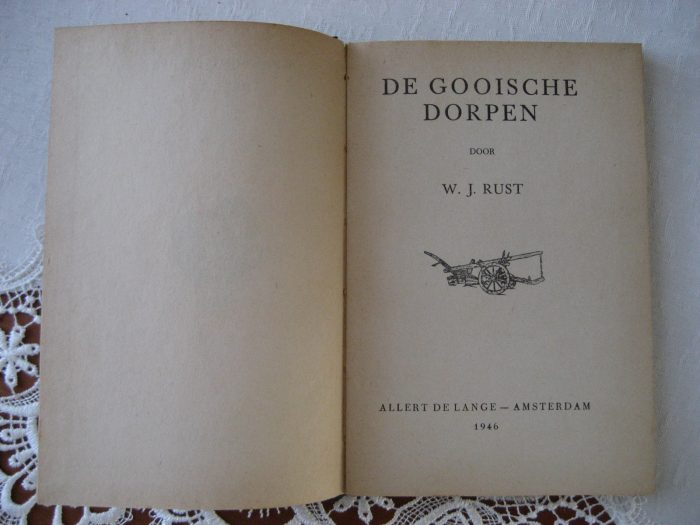 DE GOOISCHE
DORPEN
DOOR
W. J. RUST
ALLERT DE LANGE — AMSTERDAM
1946